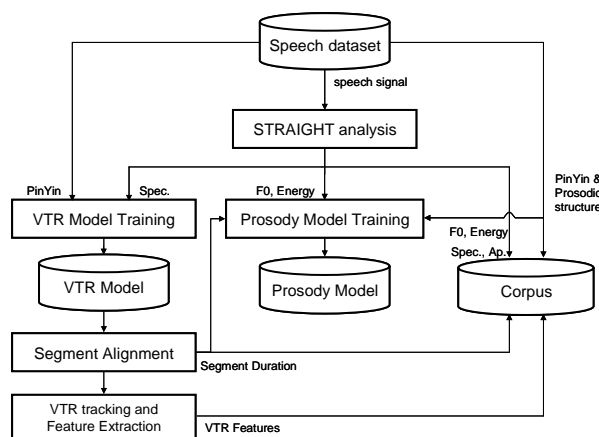 Speech dataset
speech signal
STRAIGHT analysis
PinYin
Spec.
F0, Energy
PinYin &
Prosodic
structure
VTR Model Training
Prosody Model Training
F0, Energy
Spec., Ap.
VTR Model
Prosody Model
Corpus
Segment Alignment
Segment Duration
VTR tracking and
Feature Extraction
VTR Features